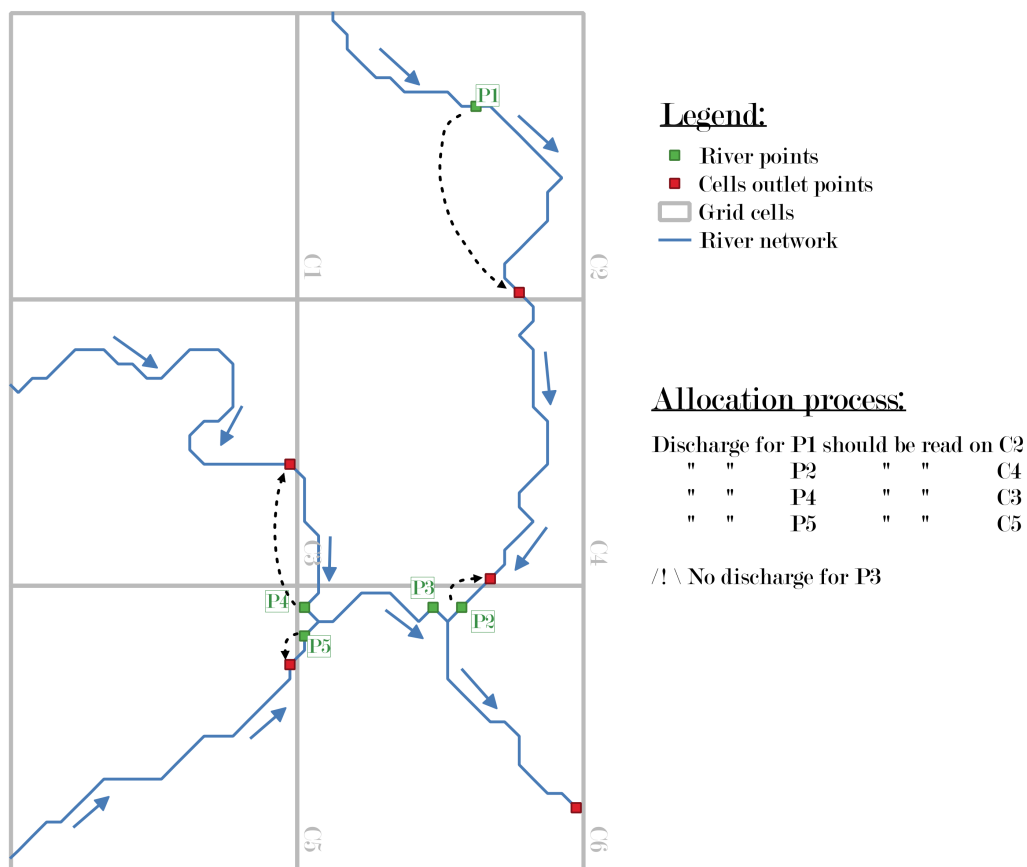 P1
C1
C2
C3
C4
P4
P3
P2
P5
C5
C6
Legend:
River points
Cells outlet points
Grid cells
River network
Allocation process:
Discharge for P1 should be read on C2
" " P2 " " C4
" " P4 " " C3
" " P5 " " C5
/!\ No discharge for P3